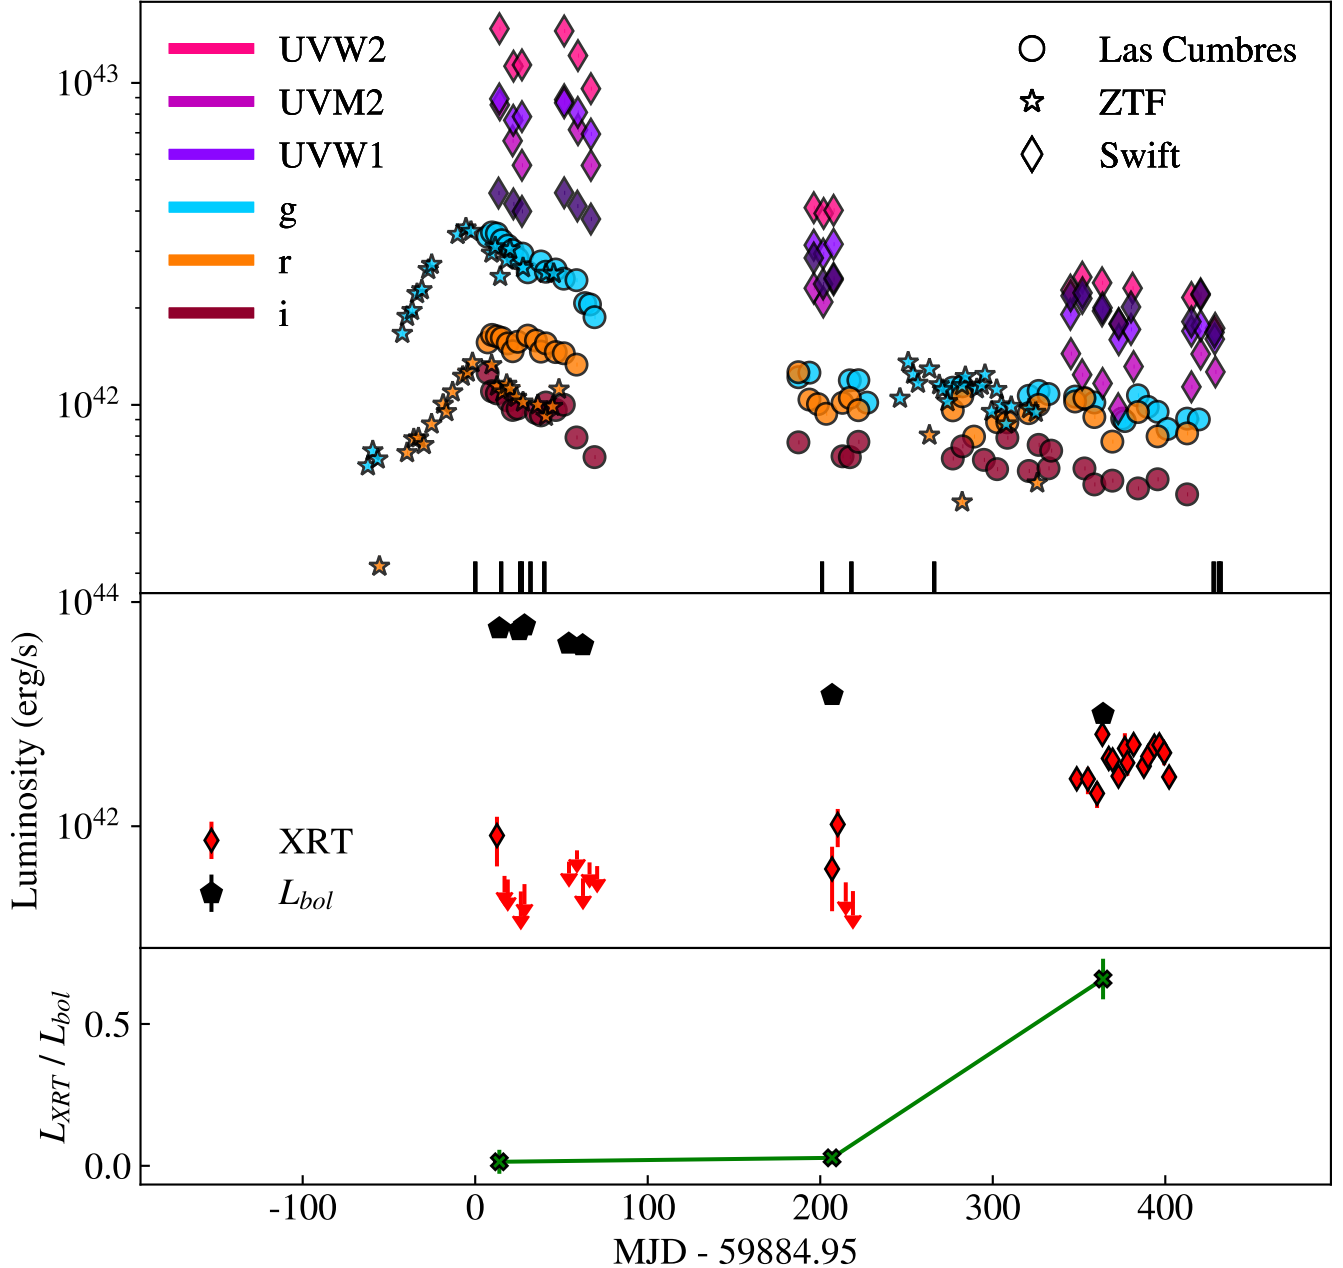 UVW2
UVM2
UVW1
g
r
i
Las Cumbres
ZTF
Swift
10^43
10^42
10^44
10^42
Luminosity (erg/s)
XRT
L_bol
L_XRT / L_bol
0.5
0.0
-100 0 100 200 300 400
MJD - 59884.95